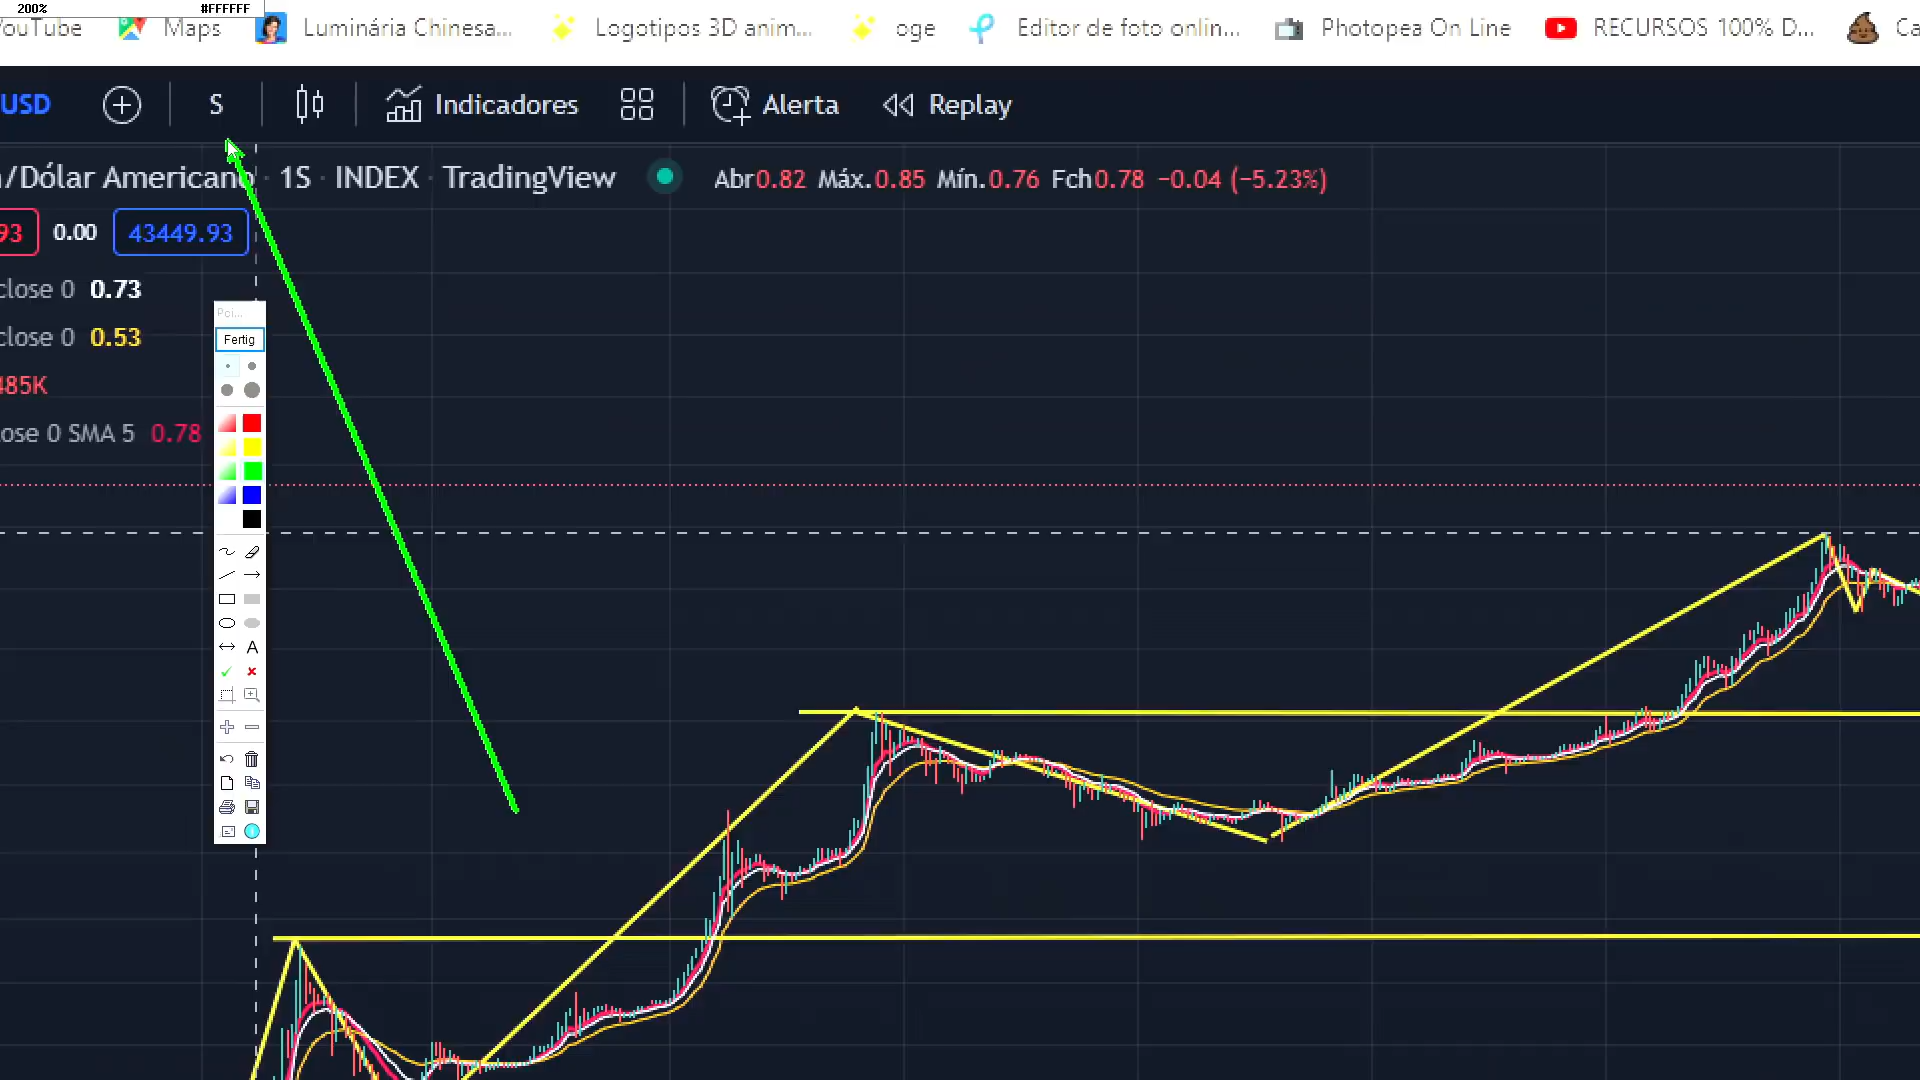 200% #FFFFFF
YouTube Maps Luminária Chinesa... Logotipos 3D anim... oge Editor de foto onlin... Photopea On Line RECURSOS 100% D... Ca
USD S Indicadores Alerta Replay
/Dólar Americano · 1S · INDEX · TradingView Abr0.82 Máx.0.85 Mín.0.76 Fch0.78 −0.04 (−5.23%)
93 0.00 43449.93
close 0 0.73
Poi...
close 0 0.53
Fertig
485K
ose 0 SMA 5 0.78
A